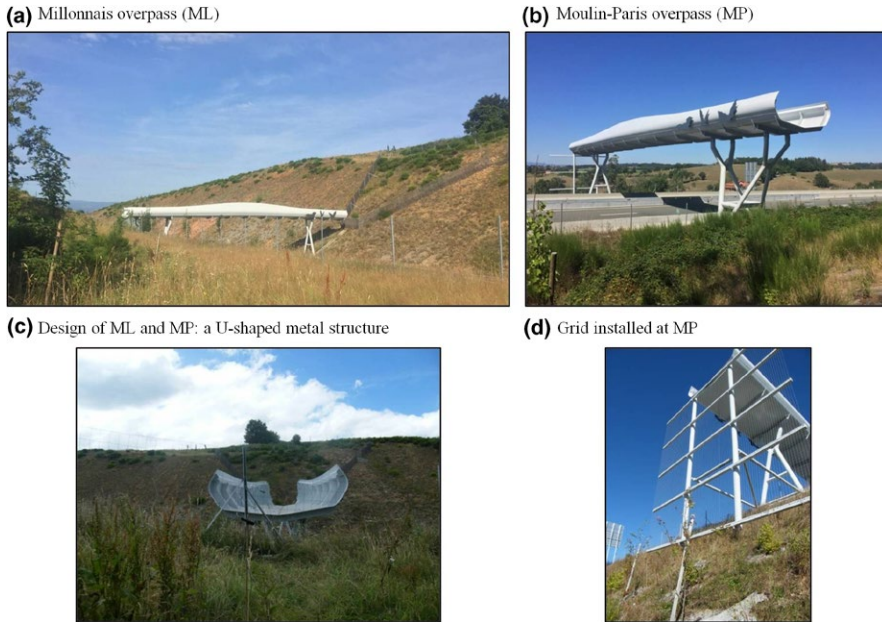 (a) Millonnais overpass (ML)
(b) Moulin-Paris overpass (MP)
(c) Design of ML and MP: a U-shaped metal structure
(d) Grid installed at MP